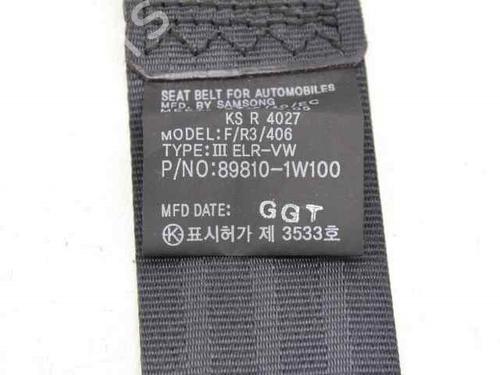 SEAT BELT FOR AUTOMOBILES
MFD. BY SAMSONG
KS R 4027
MODEL: F/R3/406
TYPE: III ELR-VW
P/NO: 89810-1W100
MFD DATE: GGT
Ⓚ 표시허가 제 3533호